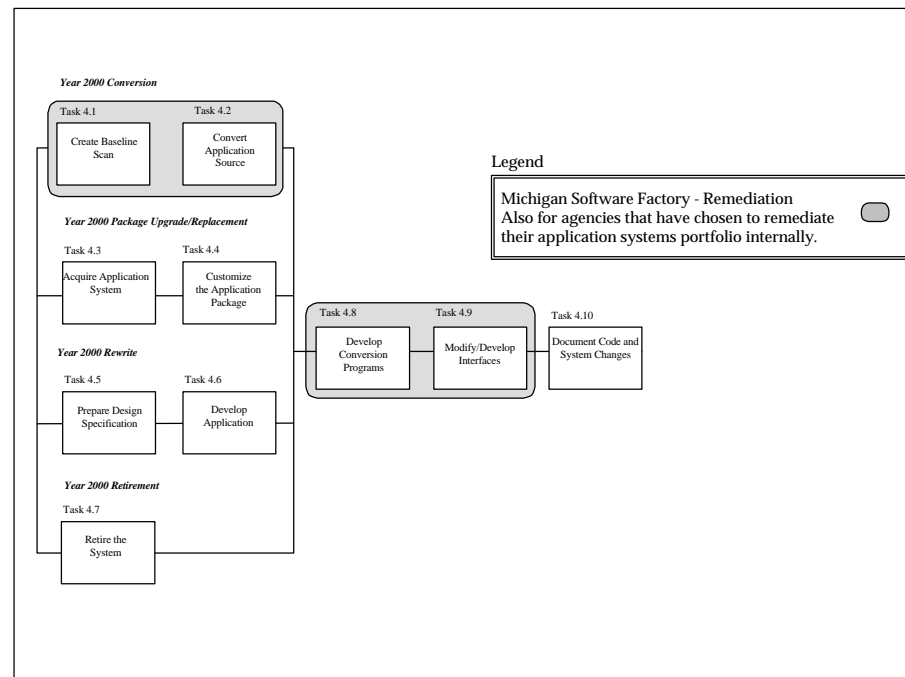 Year 2000 Conversion
Task 4.1
Task 4.2
Create Baseline
Scan
Convert
Application
Source
Year 2000 Package Upgrade/Replacement
Task 4.3
Task 4.4
Acquire Application
System
Customize
the Application
Package
Year 2000 Rewrite
Task 4.5
Task 4.6
Prepare Design
Specification
Develop
Application
Year 2000 Retirement
Task 4.7
Retire the
System
Task 4.8
Task 4.9
Develop
Conversion
Programs
Modify/Develop
Interfaces
Task 4.10
Document Code and
System Changes
Legend
Michigan Software Factory - Remediation
Also for agencies that have chosen to remediate
their application systems portfolio internally.